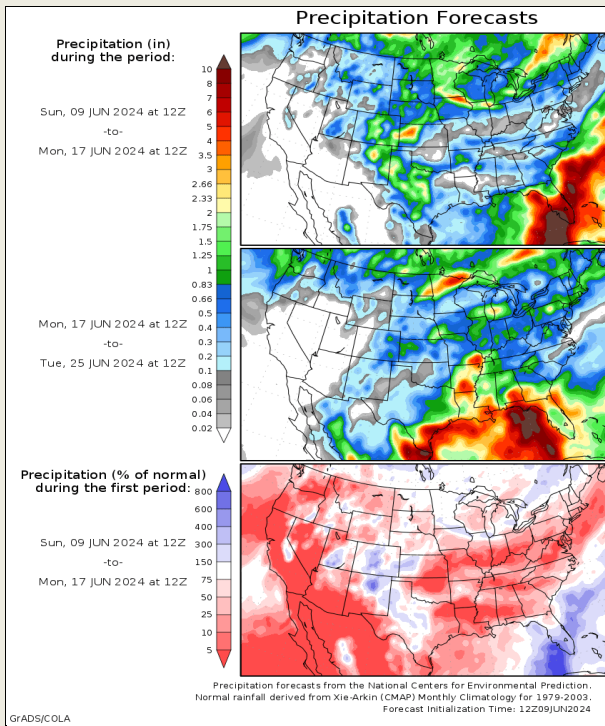 Precipitation Forecasts
Precipitation (in)
during the period:
Sun, 09 JUN 2024 at 12Z
-to-
Mon, 17 JUN 2024 at 12Z
10
8
7
6
5
4
3.5
3
2.66
2.33
2
1.75
1.5
1.25
1
0.83
0.66
0.5
0.4
0.3
0.2
0.1
0.08
0.06
0.04
0.02
Mon, 17 JUN 2024 at 12Z
-to-
Tue, 25 JUN 2024 at 12Z
Precipitation (% of normal)
during the first period:
Sun, 09 JUN 2024 at 12Z
-to-
Mon, 17 JUN 2024 at 12Z
800
600
400
300
150
75
50
25
10
5
Precipitation forecasts from the National Centers for Environmental Prediction.
Normal rainfall derived from Xie-Arkin (CMAP) Monthly Climatology for 1979-2003.
Forecast Initialization Time: 12Z09JUN2024
GrADS/COLA